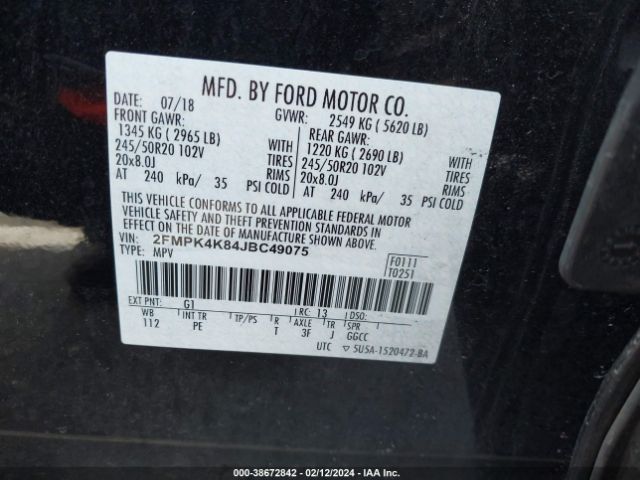 MFD. BY FORD MOTOR CO.
DATE: 07/18 GVWR: 2549 KG ( 5620 LB)
FRONT GAWR: REAR GAWR:
1345 KG ( 2965 LB) WITH 1220 KG ( 2690 LB) WITH
245/50R20 102V TIRES 245/50R20 102V TIRES
20x8.0J RIMS 20x8.0J RIMS
AT 240 kPa/ 35 PSI COLD AT 240 kPa/ 35 PSI COLD
THIS VEHICLE CONFORMS TO ALL APPLICABLE FEDERAL MOTOR
VEHICLE SAFETY AND THEFT PREVENTION STANDARDS IN
EFFECT ON THE DATE OF MANUFACTURE SHOWN ABOVE.
VIN: 2FMPK4K84JBC49075 F0111
TYPE: MPV T0251
EXT PNT: G1 RC: 13 DSO:
WB INT TR TP/PS R AXLE TR SPR
112 PE T 3F J GGCC
UTC ▽ 5U5A-1520472-BA
000-38672842 - 02/12/2024 - IAA Inc.